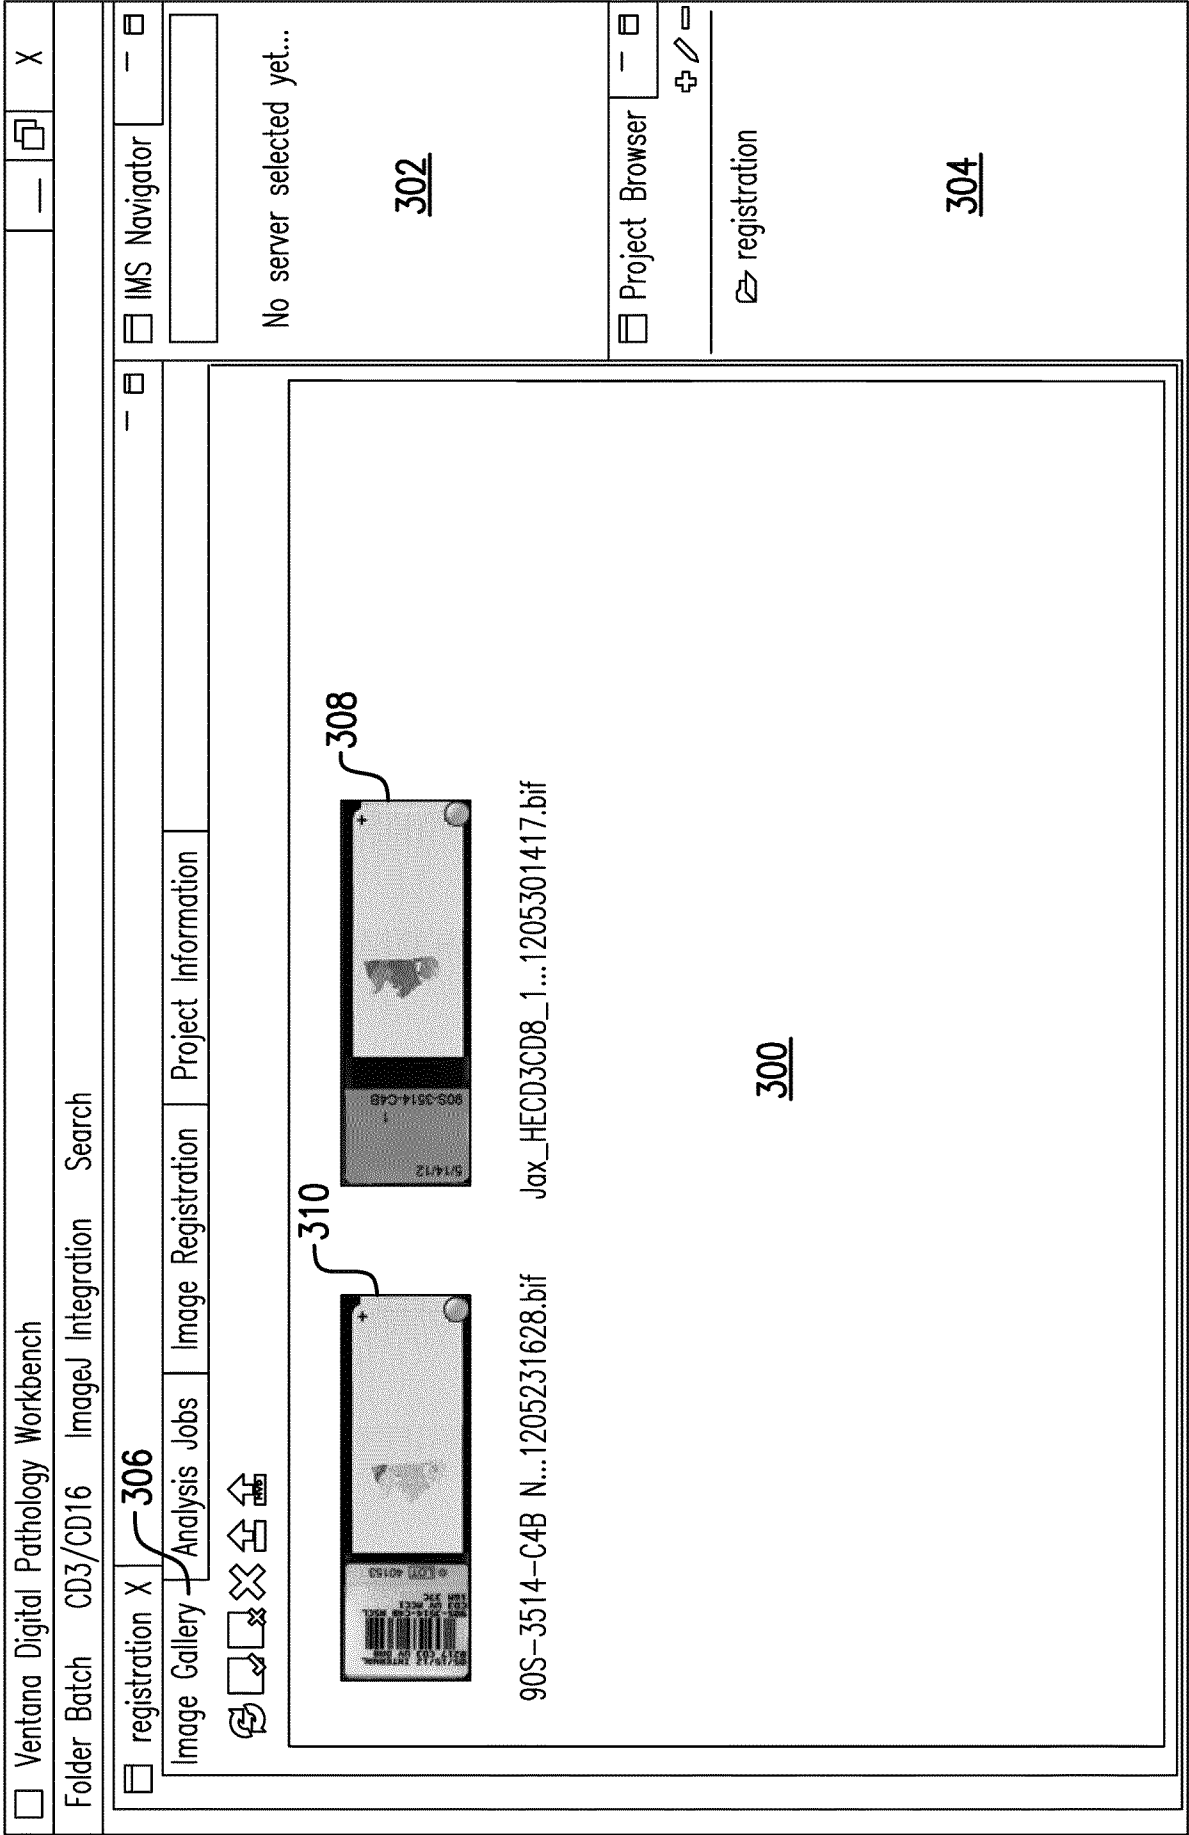 Ventana Digital Pathology Workbench
X
Folder Batch CD3/CD16 ImageJ Integration Search
registration X
306
Image Gallery Analysis Jobs Image Registration Project Information
310
308
5/14/12
1
90S-3514-C4B
40153
90S-3514-C4B N...1205231628.bif
Jax_HECD3CD8_1...1205301417.bif
300
IMS Navigator
No server selected yet...
302
Project Browser
registration
304